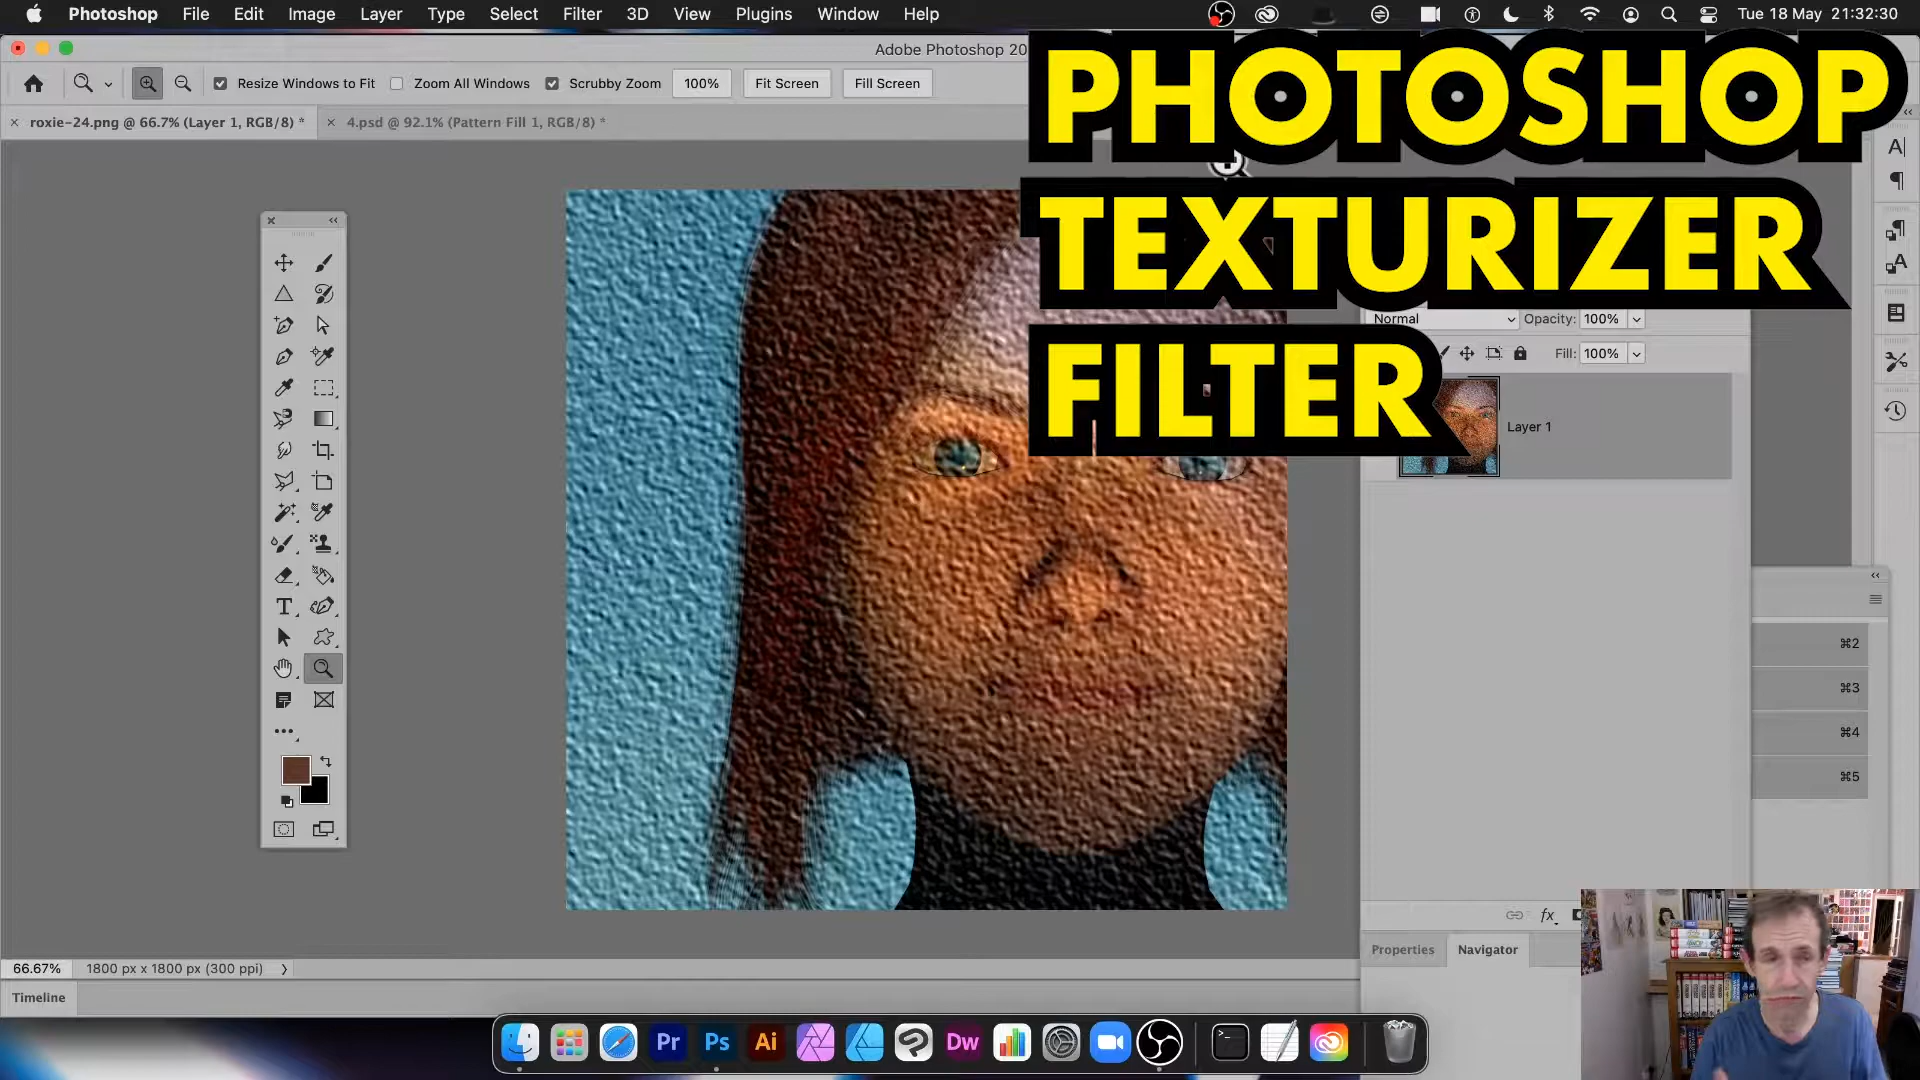 Photoshop File Edit Image Layer Type Select Filter 3D View Plugins Window Help Tue 18 May 21:32:30
Adobe Photoshop 20
Resize Windows to Fit Zoom All Windows Scrubby Zoom 100% Fit Screen Fill Screen
roxie-24.png @ 66.7% (Layer 1, RGB/8) * 4.psd @ 92.1% (Pattern Fill 1, RGB/8) *
PHOTOSHOP
TEXTURIZER
FILTER
Normal Opacity: 100%
Fill: 100%
Layer 1
⌘2
⌘3
⌘4
⌘5
fx
Properties Navigator
66.67% 1800 px x 1800 px (300 ppi)
Timeline
Pr Ps Ai Dw